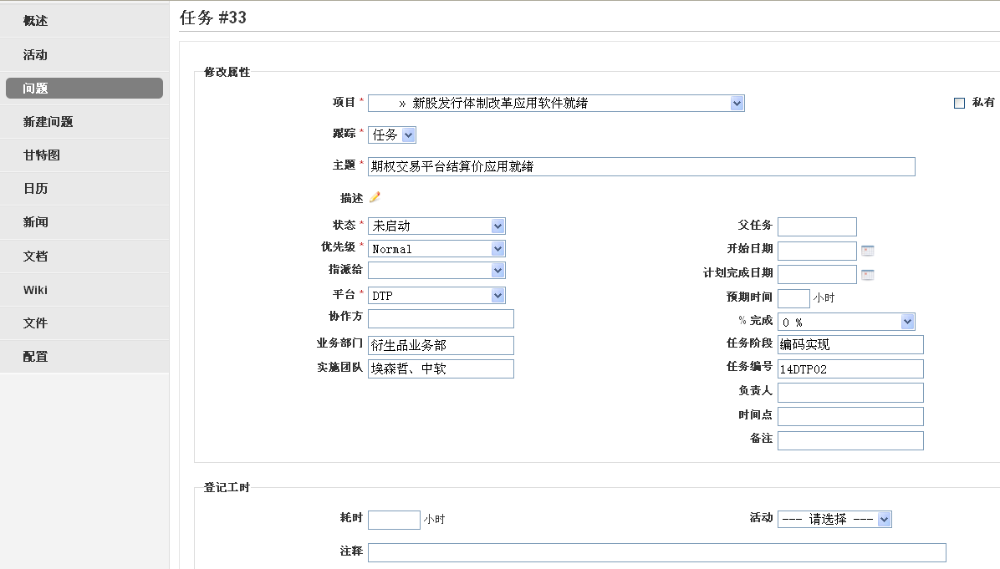 概述
活动
问题
新建问题
甘特图
日历
新闻
文档
Wiki
文件
配置
任务 #33
修改属性
项目 * » 新股发行体制改革应用软件就绪 私有
跟踪 * 任务
主题 * 期权交易平台结算价应用就绪
描述
状态 * 未启动 父任务
优先级 * Normal 开始日期
指派给 计划完成日期
平台 * DTP 预期时间 小时
协作方 % 完成 0 %
业务部门 衍生品业务部 任务阶段 编码实现
实施团队 埃森哲、中软 任务编号 14DTP02
负责人
时间点
备注
登记工时
耗时 小时 活动 --- 请选择 ---
注释